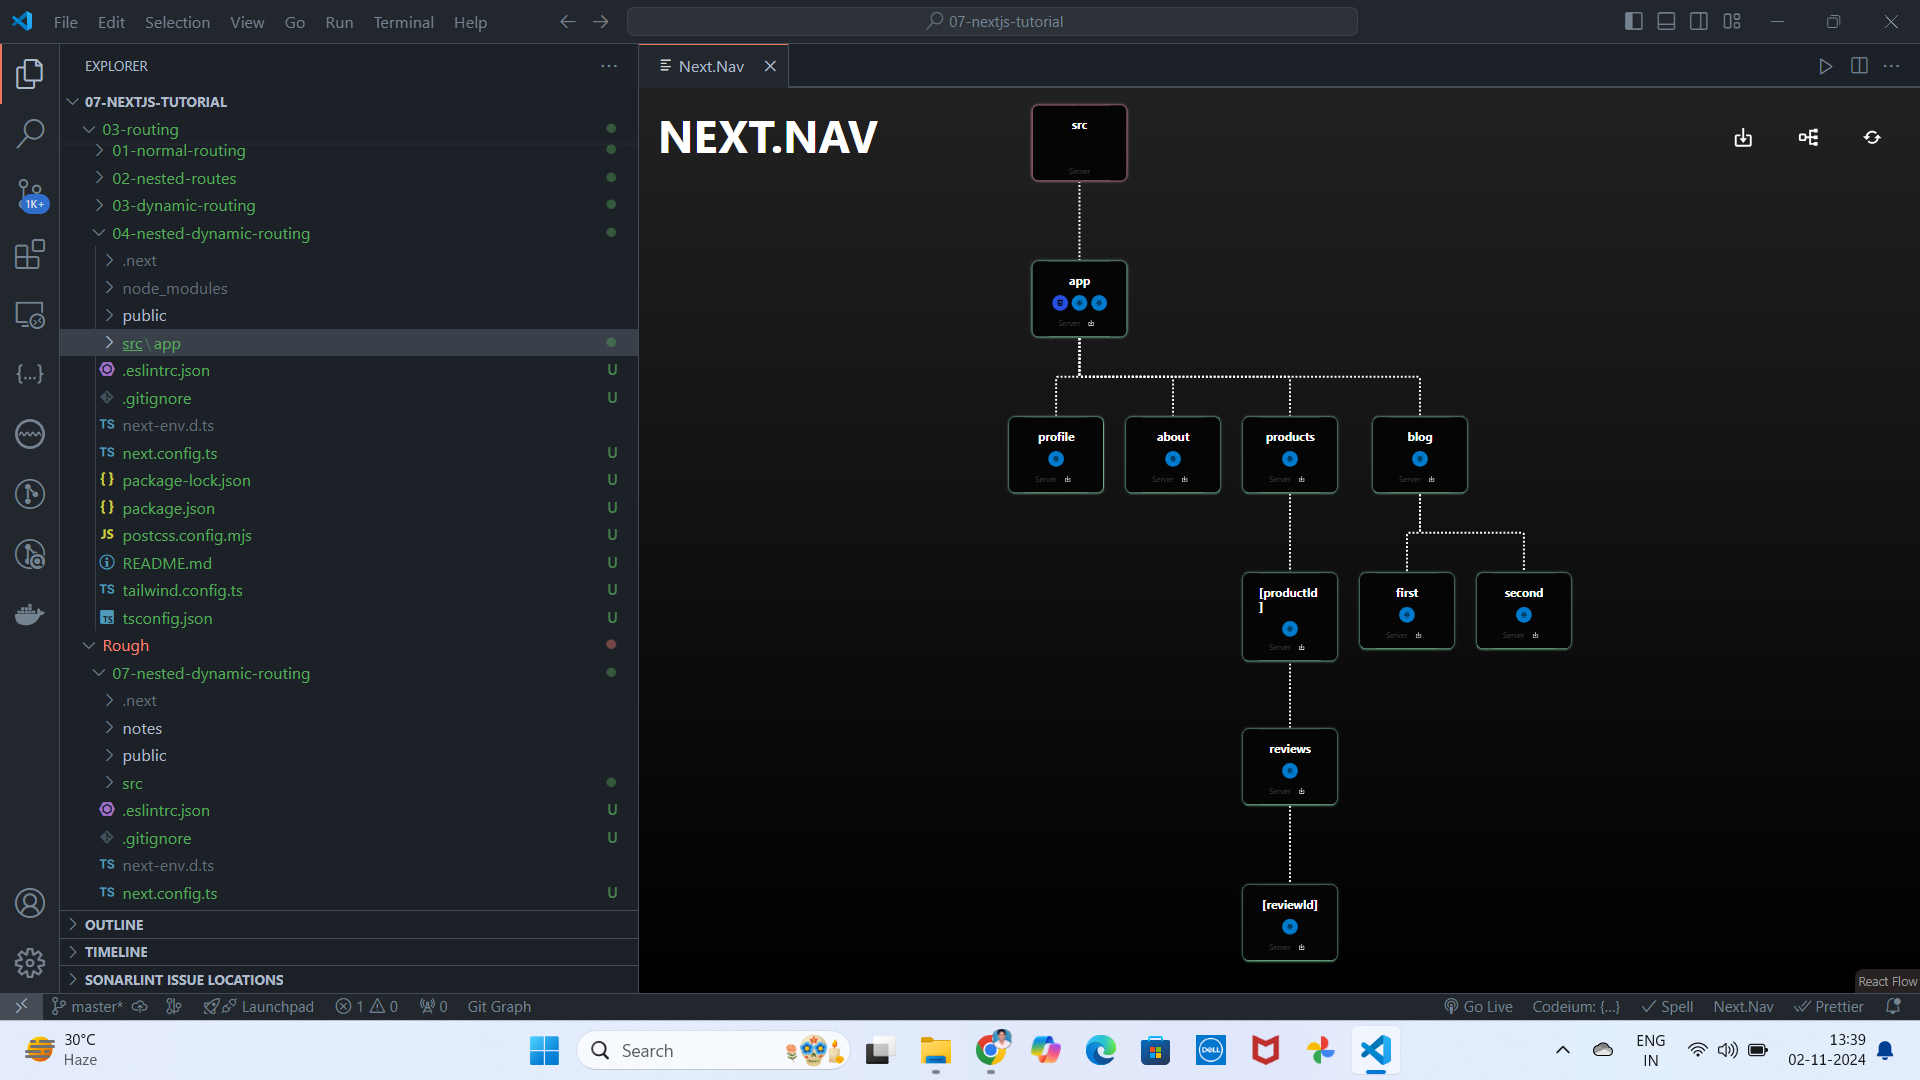 File Edit Selection View Go Run Terminal Help
07-nextjs-tutorial
EXPLORER
07-NEXTJS-TUTORIAL
03-routing
01-normal-routing
02-nested-routes
03-dynamic-routing
04-nested-dynamic-routing
.next
node_modules
public
src\app
.eslintrc.json U
.gitignore U
TS next-env.d.ts
TS next.config.ts U
{} package-lock.json U
{} package.json U
JS postcss.config.mjs U
README.md U
TS tailwind.config.ts U
TS tsconfig.json U
Rough
07-nested-dynamic-routing
.next
notes
public
src
.eslintrc.json U
.gitignore U
TS next-env.d.ts
TS next.config.ts U
OUTLINE
TIMELINE
SONARLINT ISSUE LOCATIONS
1K+
Next.Nav
NEXT.NAV
src
Server
app
Server
profile
Server
about
Server
products
Server
blog
Server
[productId
]
Server
first
Server
second
Server
reviews
Server
[reviewId]
Server
React Flow
master* Launchpad 1 0 0 Git Graph
Go Live Codeium: {...} Spell Next.Nav Prettier
30°C
Haze
Search
DELL
ENG
IN
13:39
02-11-2024